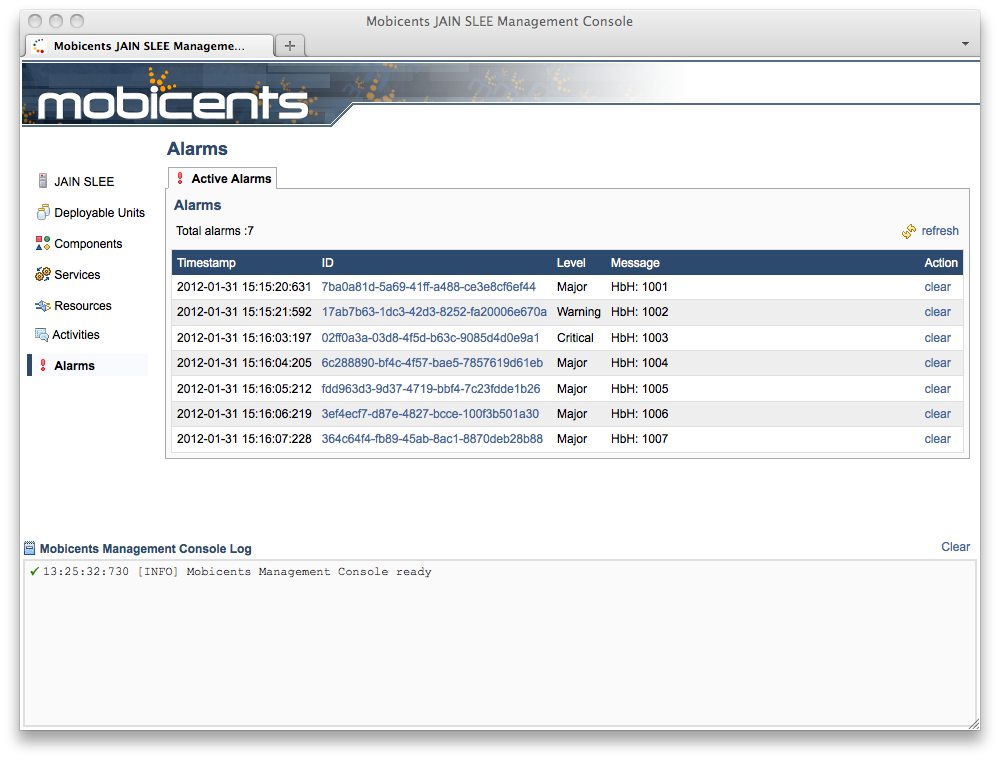 Mobicents JAIN SLEE Management Console
Mobicents JAIN SLEE Manageme...
mobicents
Alarms
JAIN SLEE
Deployable Units
Components
Services
Resources
Activities
Alarms
Active Alarms
Alarms
Total alarms :7
refresh
Timestamp ID Level Message Action
2012-01-31 15:15:20:631 7ba0a81d-5a69-41ff-a488-ce3e8cf6ef44 Major HbH: 1001 clear
2012-01-31 15:15:21:592 17ab7b63-1dc3-42d3-8252-fa20006e670a Warning HbH: 1002 clear
2012-01-31 15:16:03:197 02ff0a3a-03d8-4f5d-b63c-9085d4d0e9a1 Critical HbH: 1003 clear
2012-01-31 15:16:04:205 6c288890-bf4c-4f57-bae5-7857619d61eb Major HbH: 1004 clear
2012-01-31 15:16:05:212 fdd963d3-9d37-4719-bbf4-7c23fdde1b26 Major HbH: 1005 clear
2012-01-31 15:16:06:219 3ef4ecf7-d87e-4827-bcce-100f3b501a30 Major HbH: 1006 clear
2012-01-31 15:16:07:228 364c64f4-fb89-45ab-8ac1-8870deb28b88 Major HbH: 1007 clear
Mobicents Management Console Log
Clear
13:25:32:730 [INFO] Mobicents Management Console ready